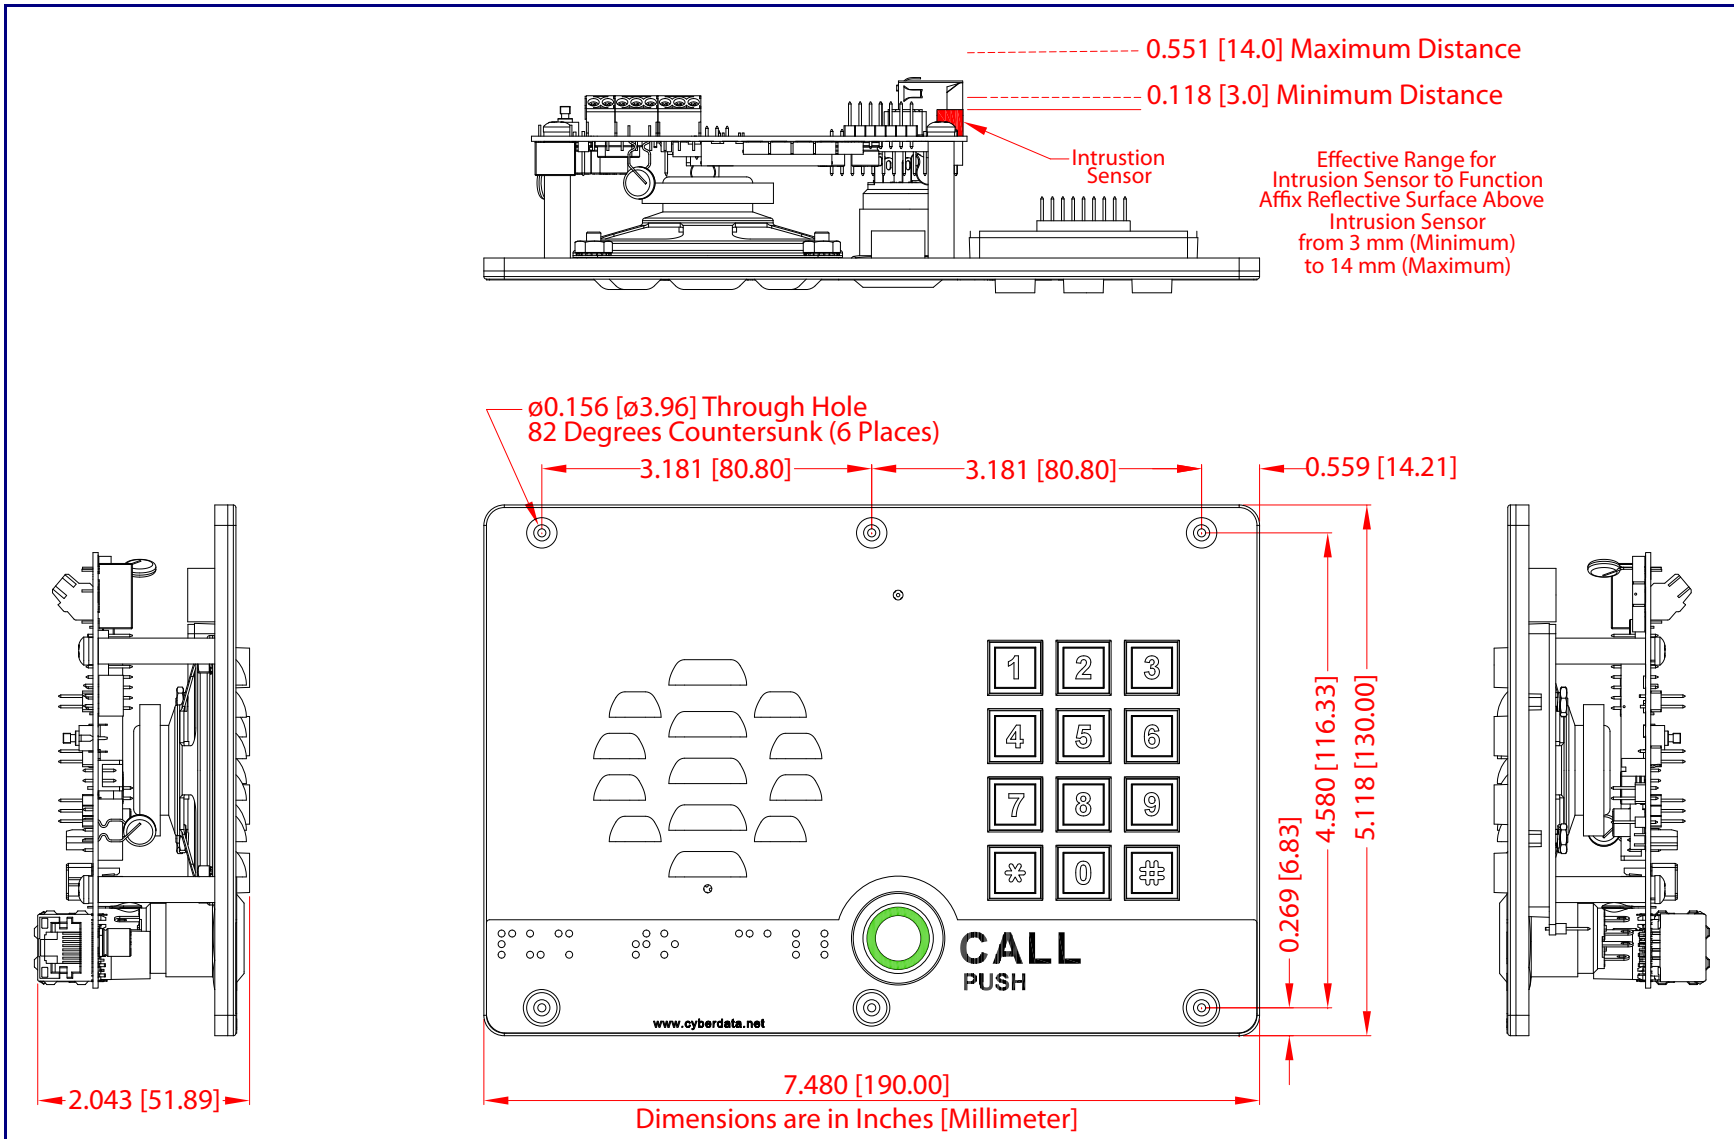 0.551 [14.0] Maximum Distance
0.118 [3.0] Minimum Distance
Intrustion
Sensor
Effective Range for
Intrusion Sensor to Function
Affix Reflective Surface Above
Intrusion Sensor
from 3 mm (Minimum)
to 14 mm (Maximum)
ø0.156 [ø3.96] Through Hole
82 Degrees Countersunk (6 Places)
3.181 [80.80]
3.181 [80.80]
0.559 [14.21]
1 2 3
4 5 6
7 8 9
* 0 #
4.580 [116.33]
5.118 [130.00]
0.269 [6.83]
CALL
PUSH
www.cyberdata.net
2.043 [51.89]
7.480 [190.00]
Dimensions are in Inches [Millimeter]